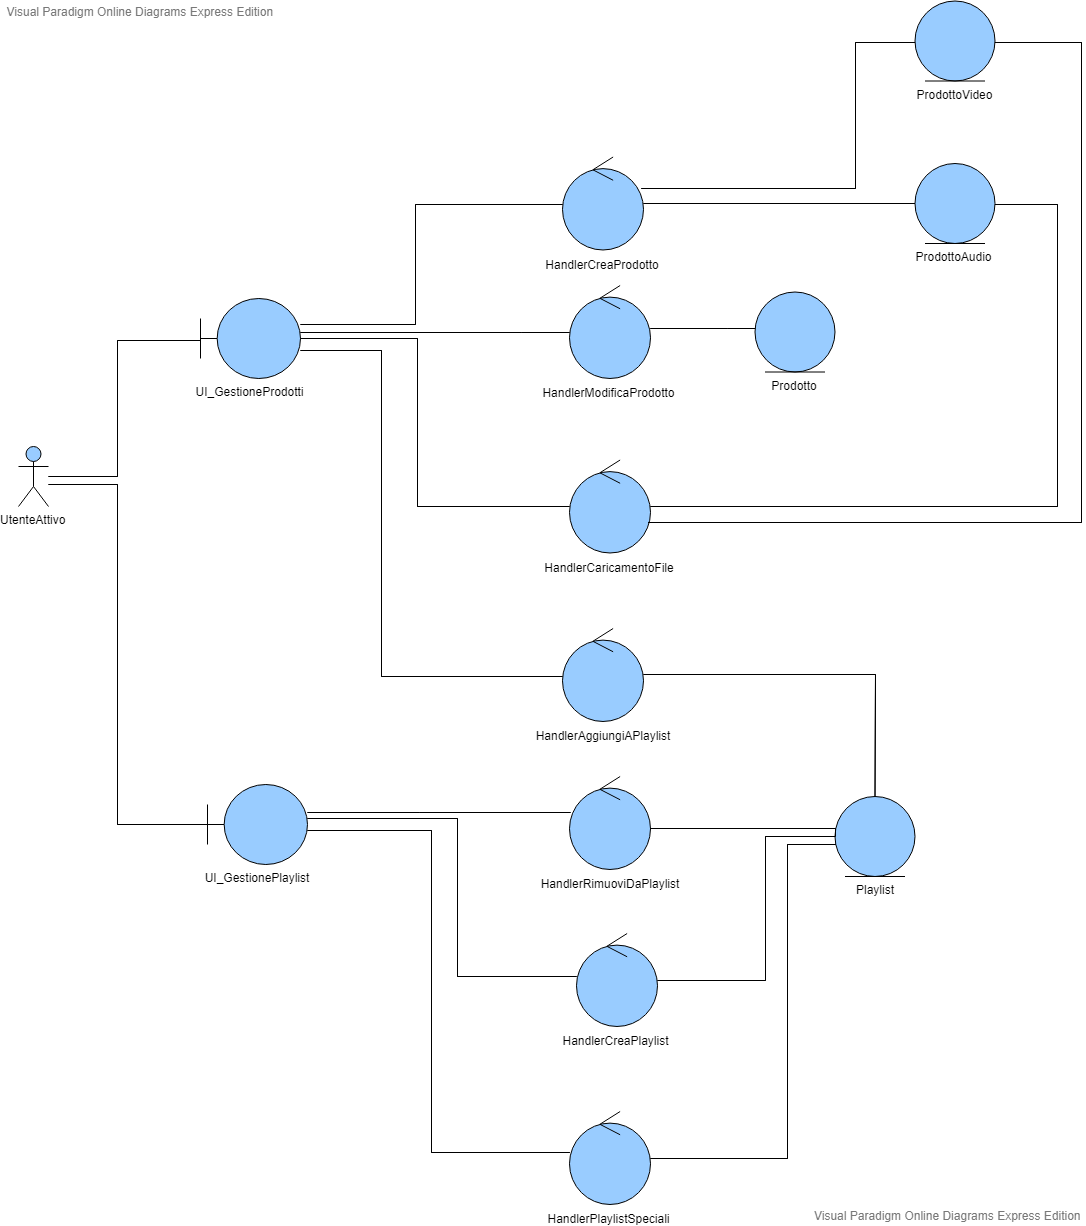 Visual Paradigm Online Diagrams Express Edition
ProdottoVideo
HandlerCreaProdotto
ProdottoAudio
UI_GestioneProdotti
HandlerModificaProdotto
Prodotto
UtenteAttivo
HandlerCaricamentoFile
HandlerAggiungiAPlaylist
UI_GestionePlaylist
HandlerRimuoviDaPlaylist
Playlist
HandlerCreaPlaylist
HandlerPlaylistSpeciali
Visual Paradigm Online Diagrams Express Edition